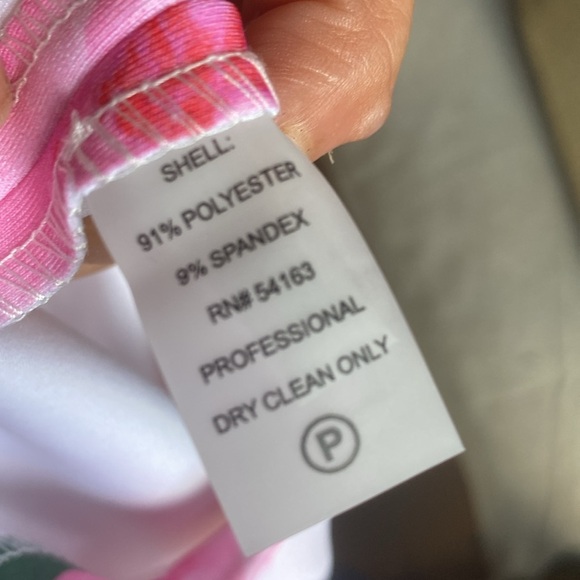 SHELL:
91% POLYESTER
9% SPANDEX
RN# 54163
PROFESSIONAL
DRY CLEAN ONLY
P